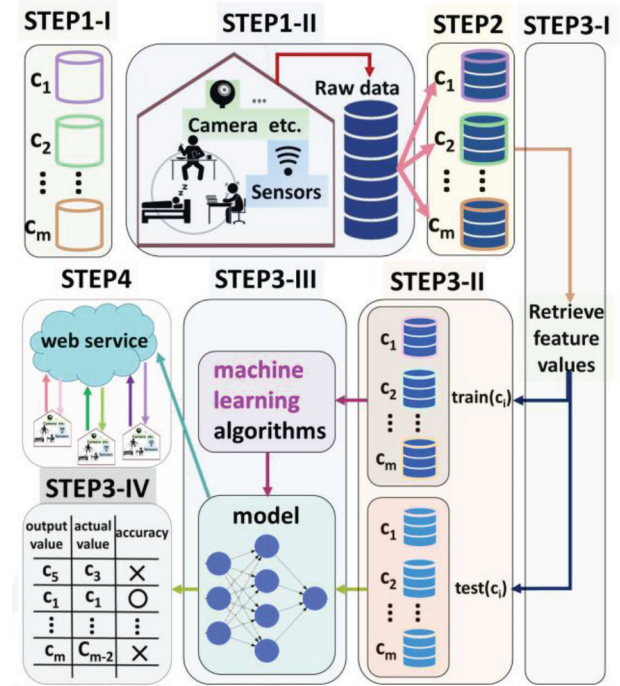 STEP1-I
STEP1-II
STEP2
STEP3-I
c1
c2
cm
Raw data
Camera etc.
Sensors
c1
c2
cm
STEP4
STEP3-III
STEP3-II
Retrieve
feature
values
web service
machine
learning
algorithms
c1
c2
cm
train(ci)
STEP3-IV
model
c1
c2
cm
test(ci)
output value
actual value
accuracy
c5 c3 ×
c1 c1 ○
⋮ ⋮ ⋮
cm Cm-2 ×